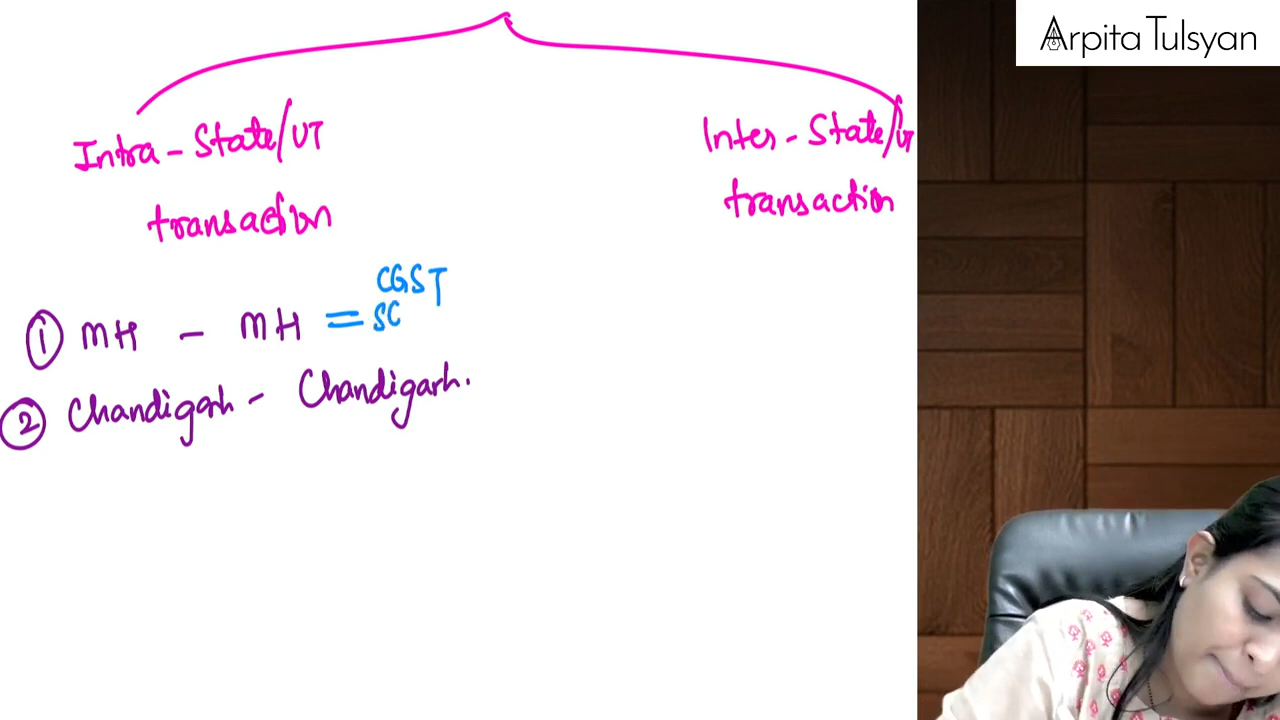 Arpita Tulsyan
Intra-State/UT
transaction
Inter-State/UT
transaction
CGST
① MH - MH = SC
② Chandigarh - Chandigarh.